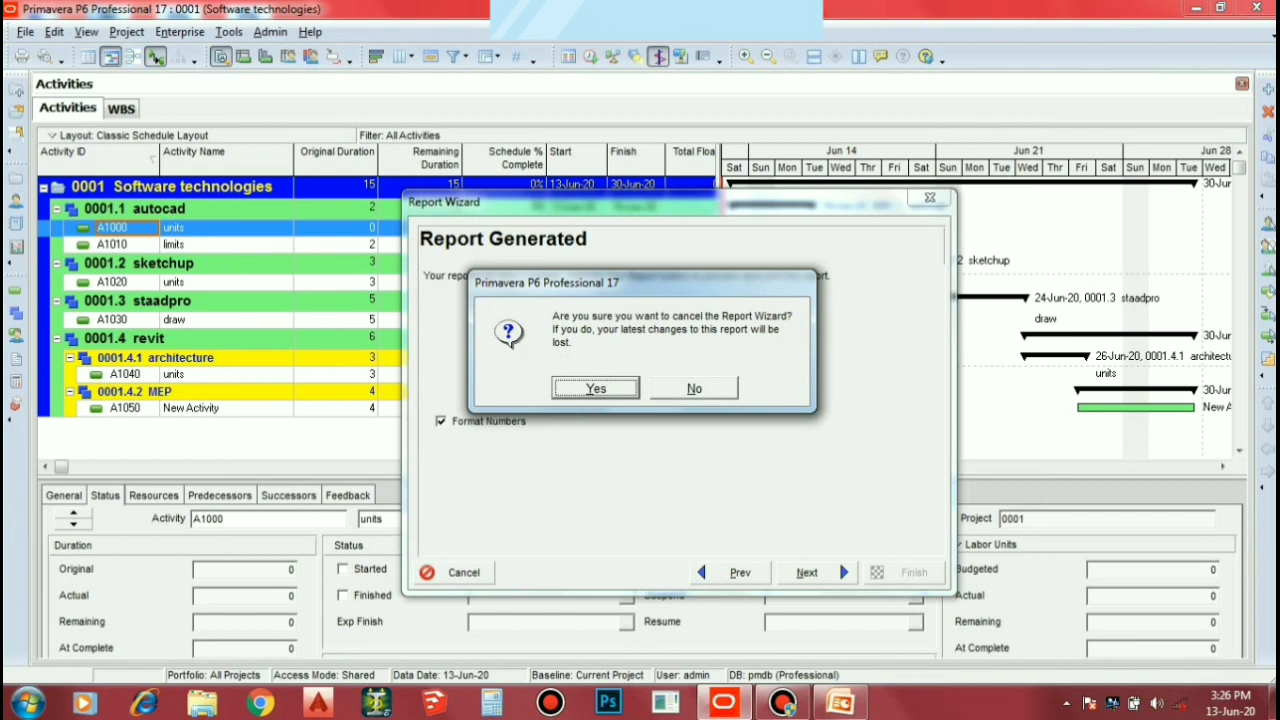 Primavera P6 Professional 17 : 0001 (Software technologies)
File Edit View Project Enterprise Tools Admin Help
Activities
Activities WBS
Layout: Classic Schedule Layout Filter: All Activities
Activity ID Activity Name Original Duration Remaining Duration Schedule % Complete Start Finish Total Floa
Jun 14 Jun 21 Jun 28
Sat Sun Mon Tue Wed Thr Fri Sat Sun Mon Tue Wed Thr Fri Sat Sun Mon Tue Wed
0001 Software technologies 15 15 0% 13-Jun-20 30-Jun-20 30-Jur
0001.1 autocad 2
A1000 units 0
A1010 limits 2
0001.2 sketchup 3 2 sketchup
A1020 units 3
0001.3 staadpro 5 24-Jun-20, 0001.3 staadpro
A1030 draw 5 draw
0001.4 revit 6 30-Jur
0001.4.1 architecture 3 26-Jun-20, 0001.4.1 architectu
A1040 units 3 units
0001.4.2 MEP 4 30-Jur
A1050 New Activity 4 New A
Report Wizard
Report Generated
Your repo
ort.
Primavera P6 Professional 17
Are you sure you want to cancel the Report Wizard?
If you do, your latest changes to this report will be
lost.
Yes No
Format Numbers
Cancel Prev Next Finish
General Status Resources Predecessors Successors Feedback
Activity A1000 units Project 0001
Duration Status Labor Units
Original 0 Started Budgeted 0
Actual 0 Finished Actual 0
Remaining 0 Exp Finish Resume Remaining 0
At Complete 0 At Complete 0
Portfolio: All Projects Access Mode: Shared Data Date: 13-Jun-20 Baseline: Current Project User: admin DB: pmdb (Professional)
Ps
3:26 PM
13-Jun-20